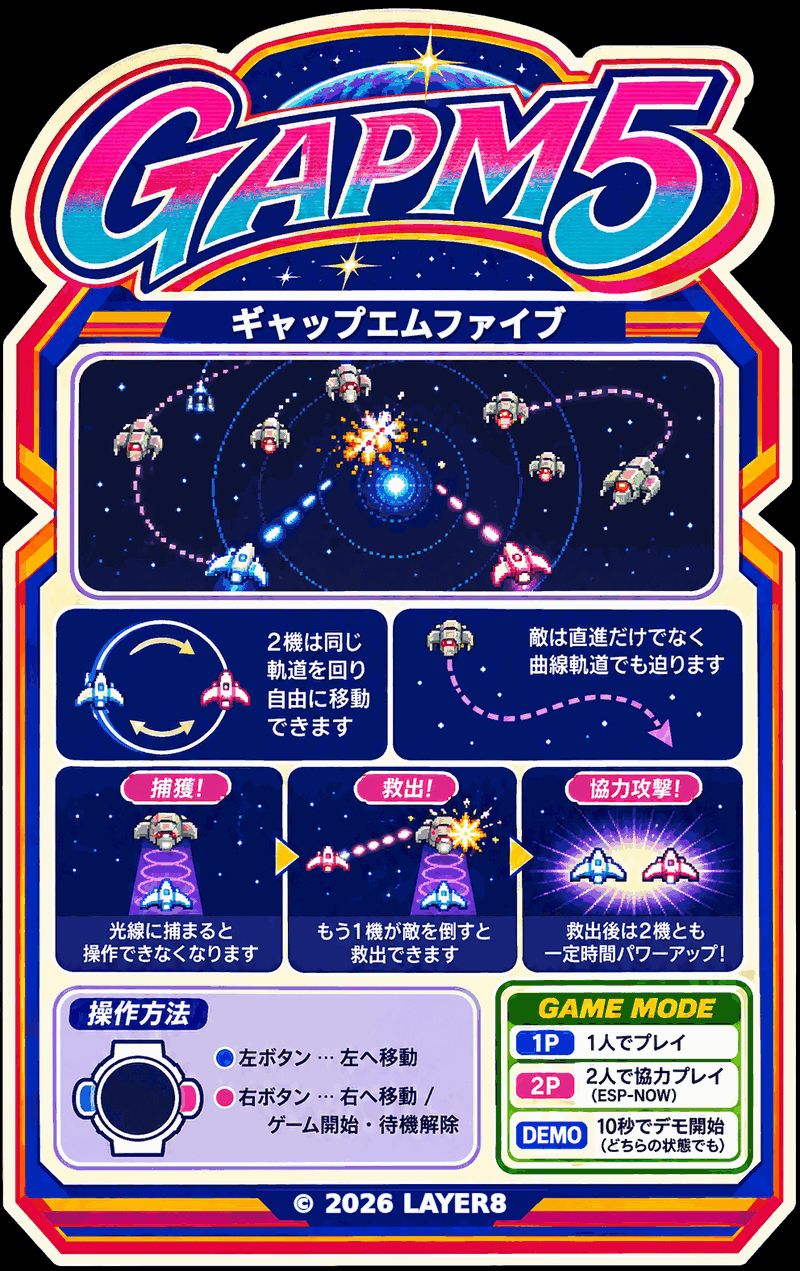 GAPM5
ギャップエムファイブ
2機は同じ
軌道を回り
自由に移動
できます
敵は直進だけでなく
曲線軌道でも迫ります
捕獲!
光線に捕まると
操作できなくなります
救出!
もう1機が敵を倒すと
救出できます
協力攻撃!
救出後は2機とも
一定時間パワーアップ!
操作方法
左ボタン … 左へ移動
右ボタン … 右へ移動 /
ゲーム開始・待機解除
GAME MODE
1P 1人でプレイ
2P 2人で協力プレイ
(ESP-NOW)
DEMO 10秒でデモ開始
(どちらの状態でも)
© 2026 LAYER8